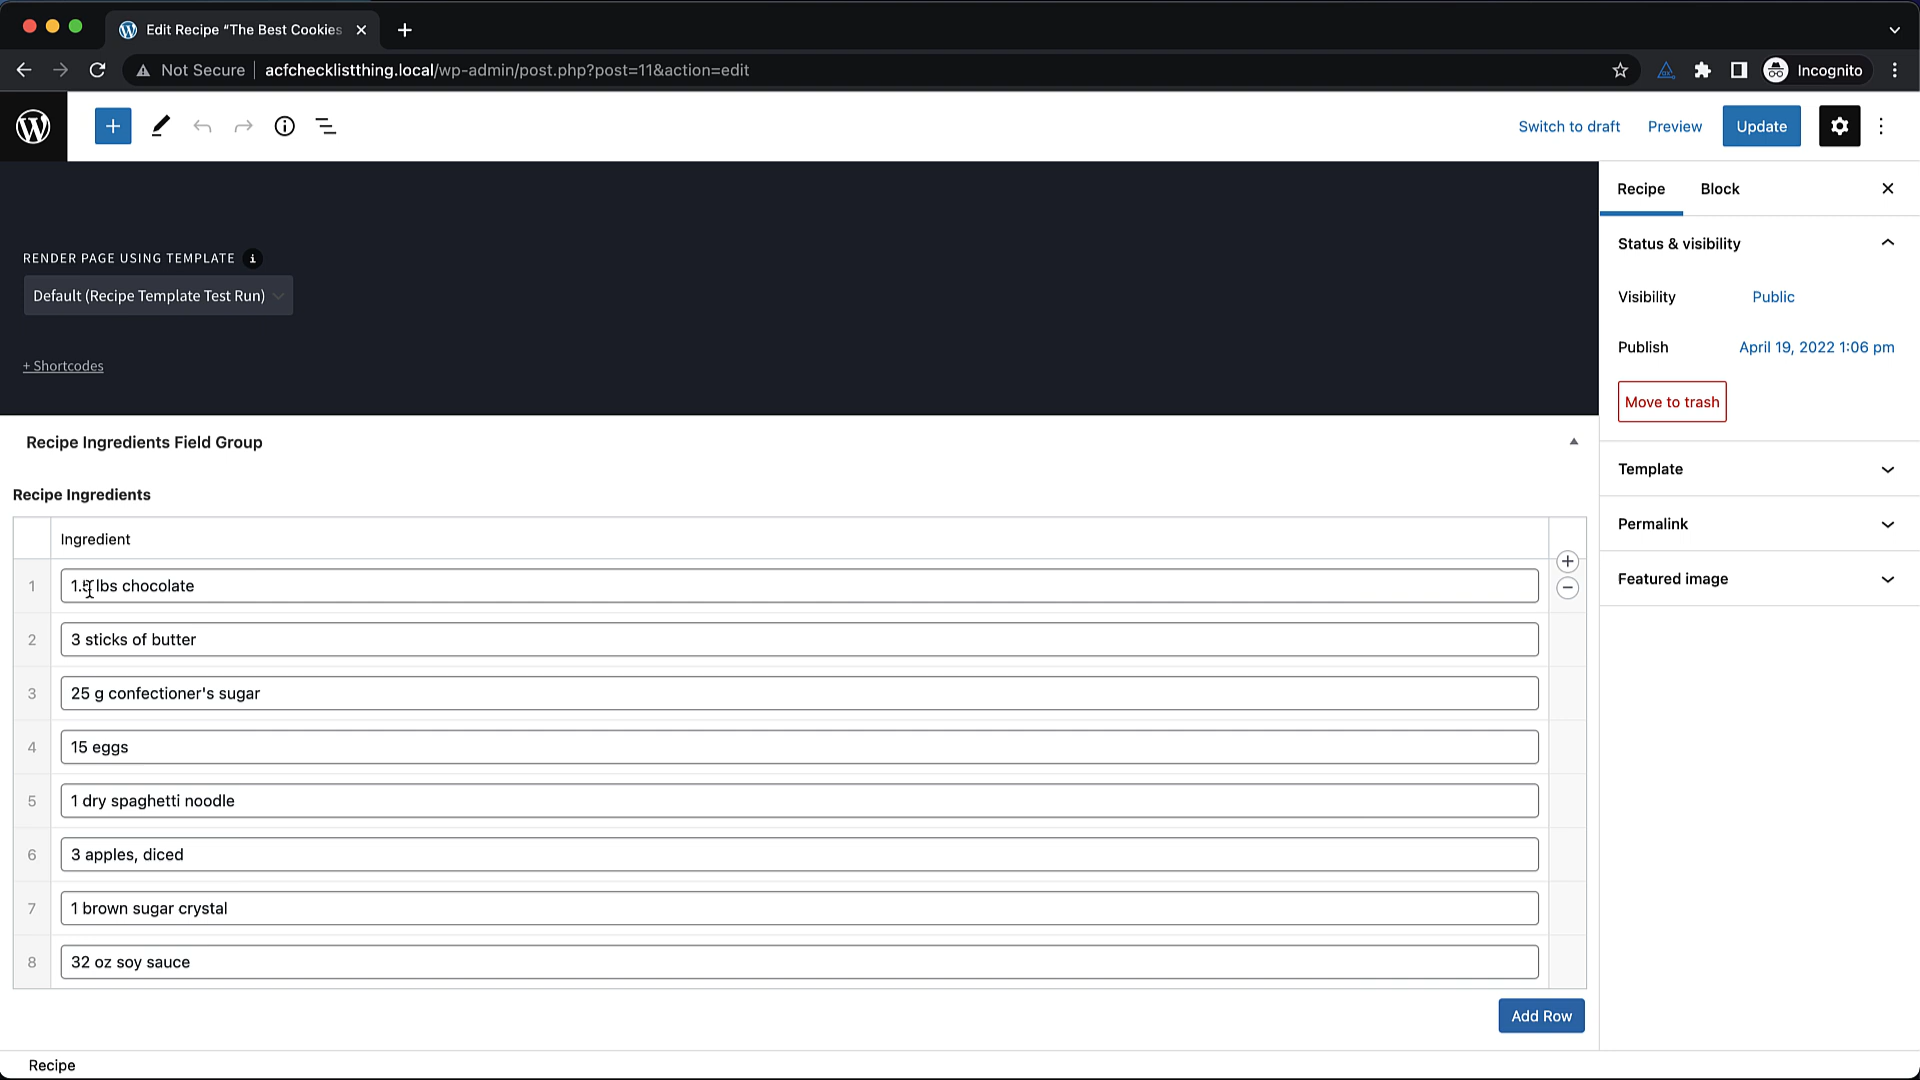 Edit Recipe “The Best Cookies
Not Secure
acfchecklistthing.local/wp-admin/post.php?post=11&action=edit
Incognito
Switch to draft
Preview
Update
Recipe
Block
Status & visibility
Visibility
Public
Publish
April 19, 2022 1:06 pm
Move to trash
Template
Permalink
Featured image
RENDER PAGE USING TEMPLATE
Default (Recipe Template Test Run)
+ Shortcodes
Recipe Ingredients Field Group
Recipe Ingredients
Ingredient
1 1.5 lbs chocolate
2 3 sticks of butter
3 25 g confectioner's sugar
4 15 eggs
5 1 dry spaghetti noodle
6 3 apples, diced
7 1 brown sugar crystal
8 32 oz soy sauce
Add Row
Recipe